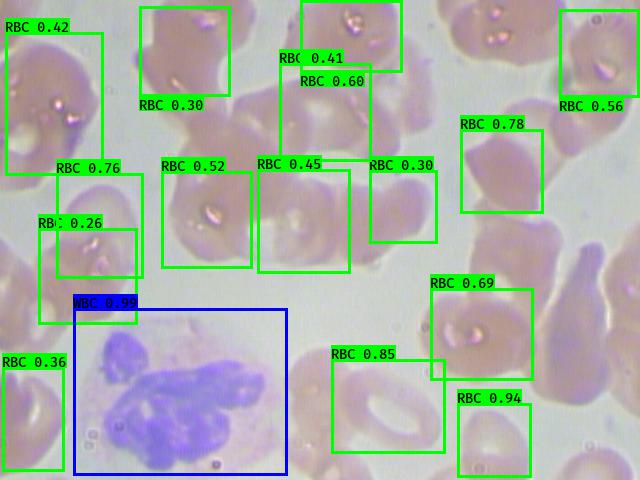 RBC 0.42
RBC 0.30
RBC 0.41
RBC 0.60
RBC 0.56
RBC 0.78
RBC 0.76
RBC 0.52
RBC 0.45
RBC 0.30
RBC 0.26
RBC 0.69
WBC 0.99
RBC 0.36
RBC 0.85
RBC 0.94